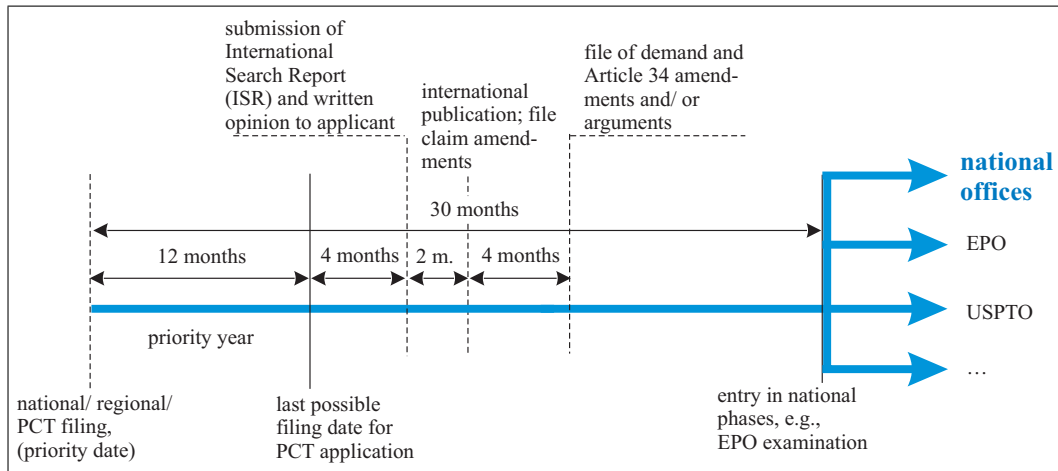 submission of
International
Search Report
(ISR) and written
opinion to applicant
international
publication; file
claim amend-
ments
file of demand and
Article 34 amend-
ments and/ or
arguments
national
offices
30 months
EPO
12 months
4 months
2 m.
4 months
USPTO
priority year
...
national/ regional/
PCT filing,
(priority date)
last possible
filing date for
PCT application
entry in national
phases, e.g.,
EPO examination